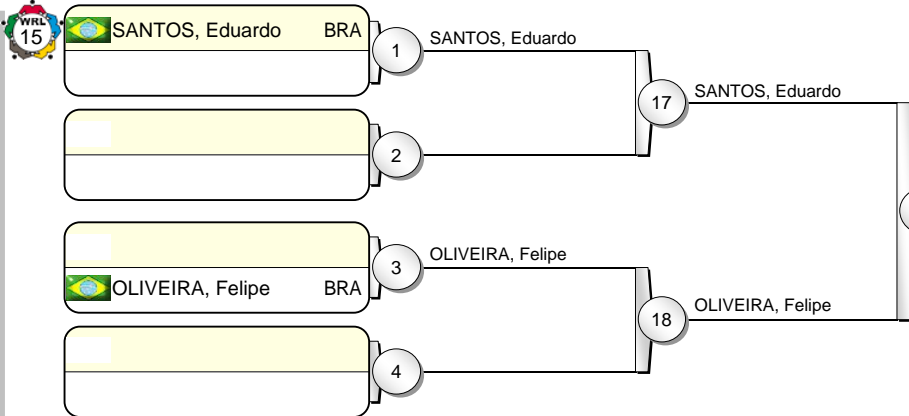 WRL
15
SANTOS, Eduardo BRA
1
SANTOS, Eduardo
17
SANTOS, Eduardo
2
3
OLIVEIRA, Felipe
OLIVEIRA, Felipe BRA
18
OLIVEIRA, Felipe
4